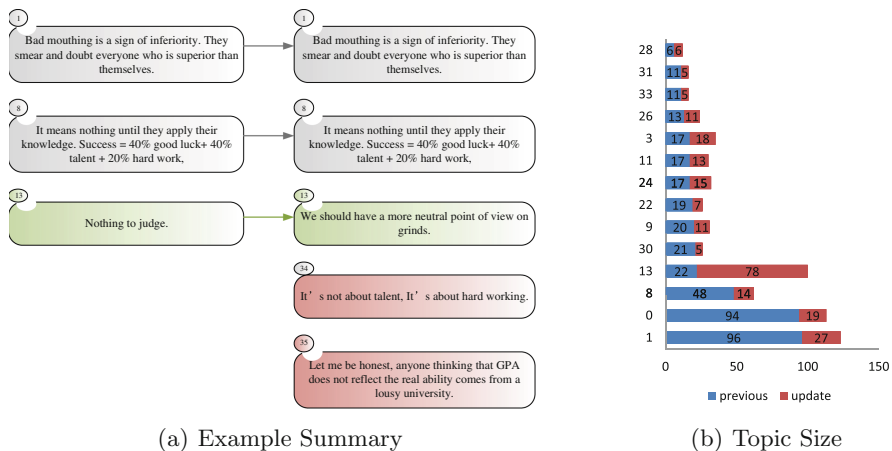 1
Bad mouthing is a sign of inferiority. They
smear and doubt everyone who is superior than
themselves.
1
Bad mouthing is a sign of inferiority. They
smear and doubt everyone who is superior than
themselves.
8
It means nothing until they apply their
knowledge. Success = 40% good luck+ 40%
talent + 20% hard work,
8
It means nothing until they apply their
knowledge. Success = 40% good luck+ 40%
talent + 20% hard work,
13
Nothing to judge.
13
We should have a more neutral point of view on
grinds.
34
It's not about talent, It's about hard working.
35
Let me be honest, anyone thinking that GPA
does not reflect the real ability comes from a
lousy university.
(a) Example Summary
28 6 6
31 11 5
33 11 5
26 13 11
3 17 18
11 17 13
24 17 15
22 19 7
9 20 11
30 21 5
13 22 78
8 48 14
0 94 19
1 96 27
0 50 100 150
previous update
(b) Topic Size